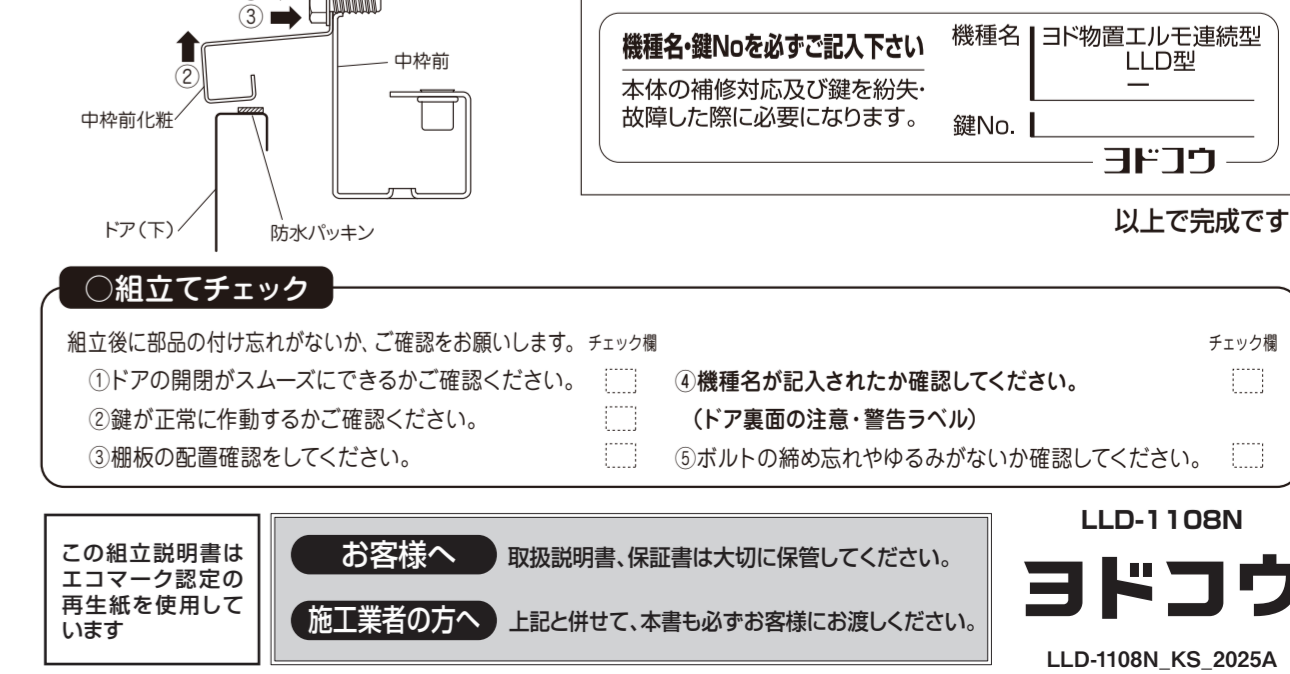 ③
②
中枠前
中枠前化粧
ドア(下)
防水パッキン
機種名・鍵Noを必ずご記入下さい
本体の補修対応及び鍵を紛失・
故障した際に必要になります。
機種名
ヨド物置エルモ連続型
LLD型
ー
鍵No.
ヨドコウ
以上で完成です
○組立てチェック
組立後に部品の付け忘れがないか、ご確認をお願いします。 チェック欄
チェック欄
①ドアの開閉がスムーズにできるかご確認ください。
②鍵が正常に作動するかご確認ください。
③棚板の配置確認をしてください。
④機種名が記入されたか確認してください。
(ドア裏面の注意・警告ラベル)
⑤ボルトの締め忘れやゆるみがないか確認してください。
この組立説明書は
エコマーク認定の
再生紙を使用して
います
お客様へ 取扱説明書、保証書は大切に保管してください。
施工業者の方へ 上記と併せて、本書も必ずお客様にお渡しください。
LLD-1108N
ヨドコウ
LLD-1108N_KS_2025A